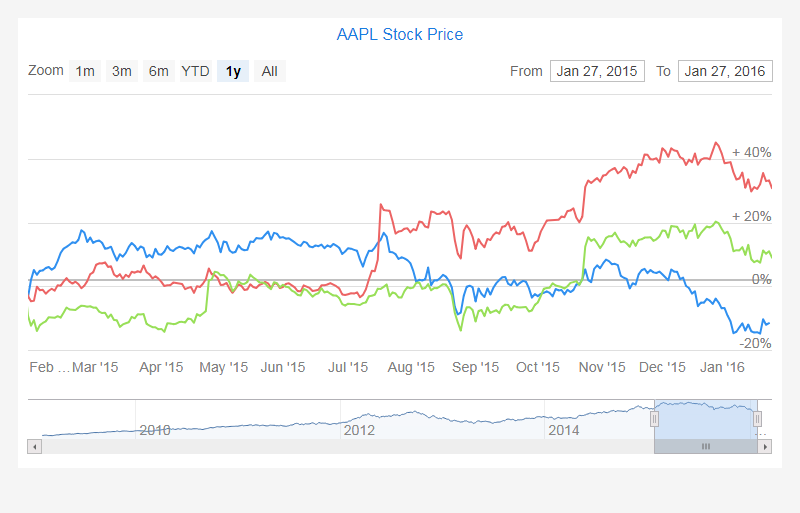 AAPL Stock Price
Zoom 1m 3m 6m YTD 1y All From Jan 27, 2015 To Jan 27, 2016
+ 40%
+ 20%
0%
-20%
Feb ... Mar '15 Apr '15 May '15 Jun '15 Jul '15 Aug '15 Sep '15 Oct '15 Nov '15 Dec '15 Jan '16
2010 2012 2014 ...